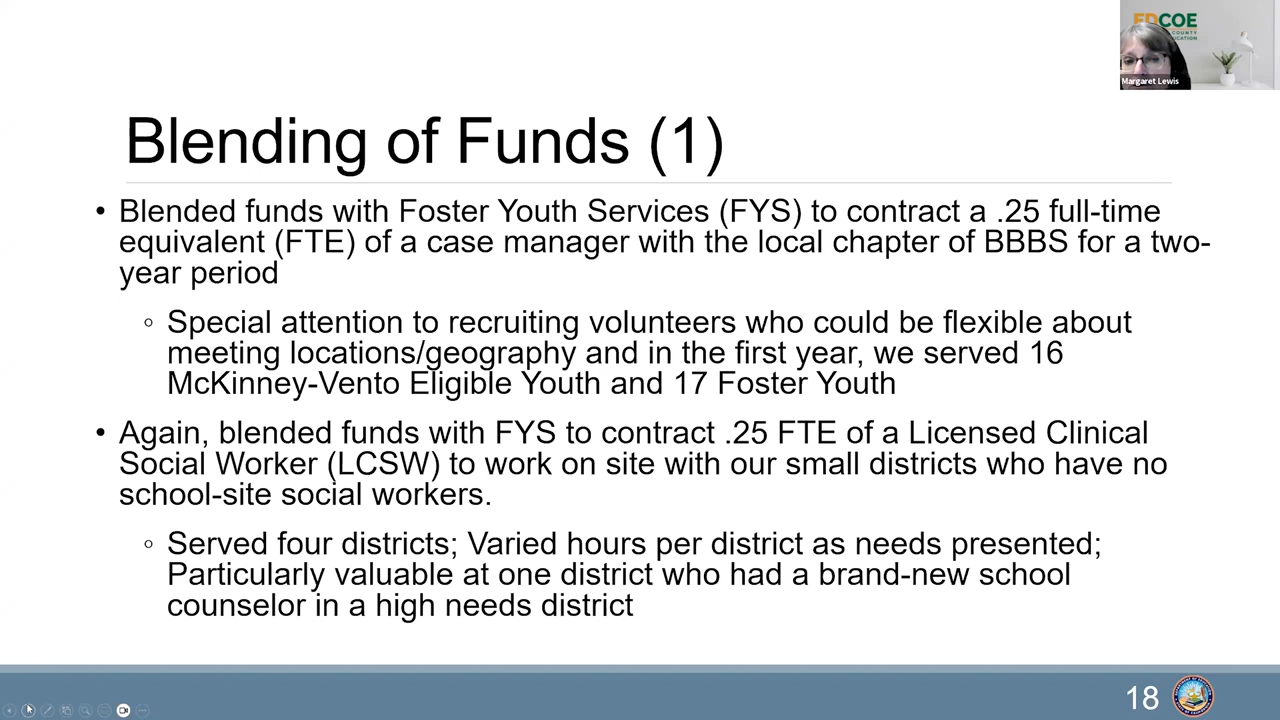 EDCOE
COUNTY
Margaret Lewis
Blending of Funds (1)
• Blended funds with Foster Youth Services (FYS) to contract a .25 full-time
equivalent (FTE) of a case manager with the local chapter of BBBS for a two-
year period
◦ Special attention to recruiting volunteers who could be flexible about
meeting locations/geography and in the first year, we served 16
McKinney-Vento Eligible Youth and 17 Foster Youth
• Again, blended funds with FYS to contract .25 FTE of a Licensed Clinical
Social Worker (LCSW) to work on site with our small districts who have no
school-site social workers.
◦ Served four districts; Varied hours per district as needs presented;
Particularly valuable at one district who had a brand-new school
counselor in a high needs district
18